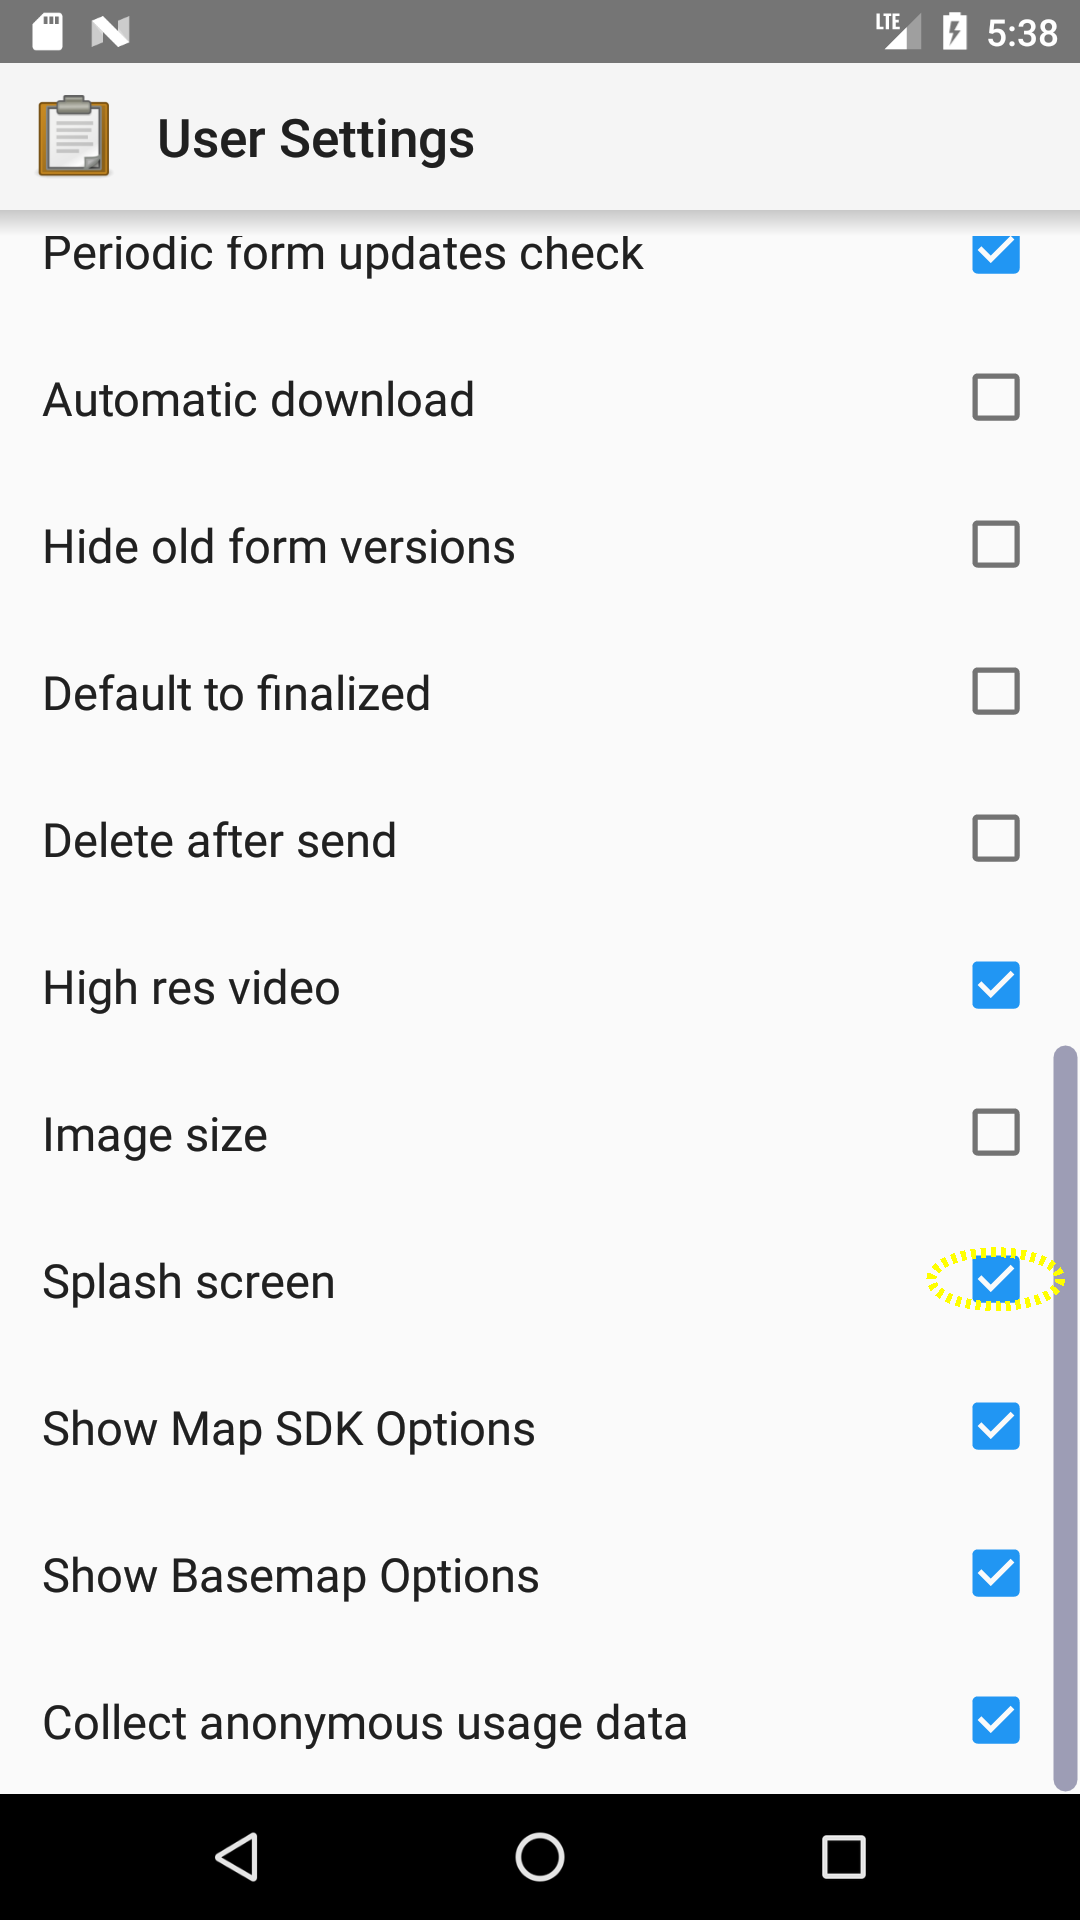 LTE 5:38
User Settings
Periodic form updates check
Automatic download
Hide old form versions
Default to finalized
Delete after send
High res video
Image size
Splash screen
Show Map SDK Options
Show Basemap Options
Collect anonymous usage data